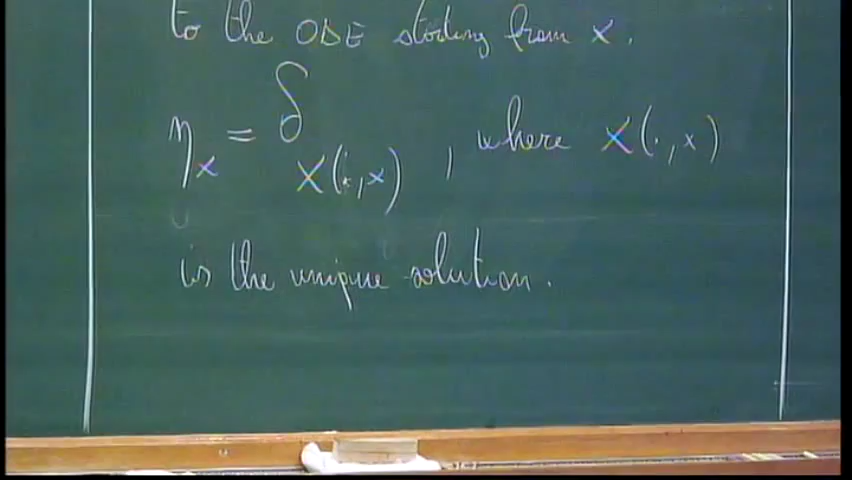 to the ODE starting from x.
η_x = δ_{X(·,x)}, where X(·,x)
is the unique solution.